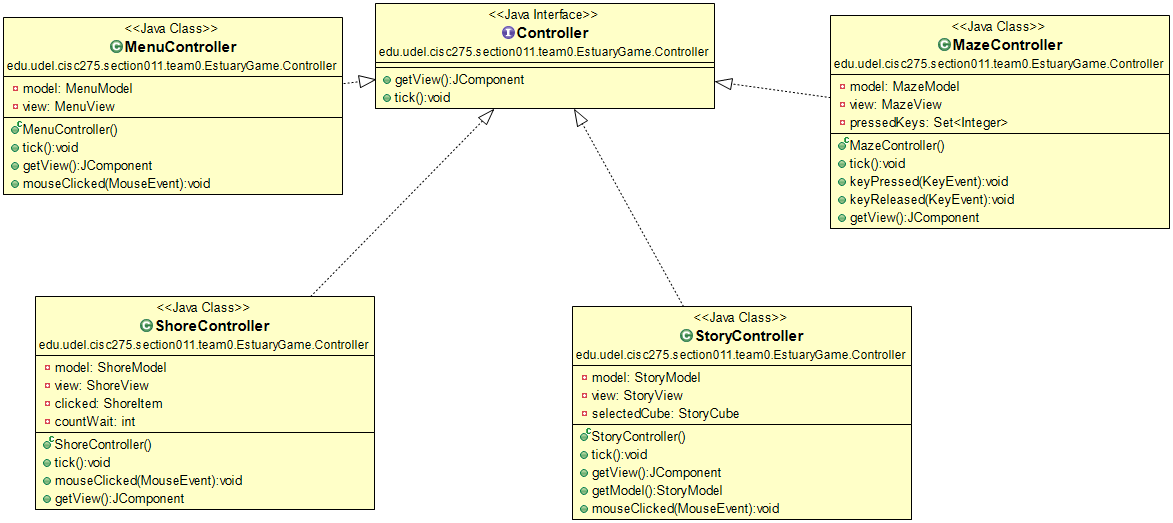 <<Java Class>>
MenuController
edu.udel.cisc275.section011.team0.EstuaryGame.Controller
model: MenuModel
view: MenuView
MenuController()
tick():void
getView():JComponent
mouseClicked(MouseEvent):void
<<Java Interface>>
Controller
edu.udel.cisc275.section011.team0.EstuaryGame.Controller
getView():JComponent
tick():void
<<Java Class>>
MazeController
edu.udel.cisc275.section011.team0.EstuaryGame.Controller
model: MazeModel
view: MazeView
pressedKeys: Set<Integer>
MazeController()
tick():void
keyPressed(KeyEvent):void
keyReleased(KeyEvent):void
getView():JComponent
<<Java Class>>
ShoreController
edu.udel.cisc275.section011.team0.EstuaryGame.Controller
model: ShoreModel
view: ShoreView
clicked: ShoreItem
countWait: int
ShoreController()
tick():void
mouseClicked(MouseEvent):void
getView():JComponent
<<Java Class>>
StoryController
edu.udel.cisc275.section011.team0.EstuaryGame.Controller
model: StoryModel
view: StoryView
selectedCube: StoryCube
StoryController()
tick():void
getView():JComponent
getModel():StoryModel
mouseClicked(MouseEvent):void